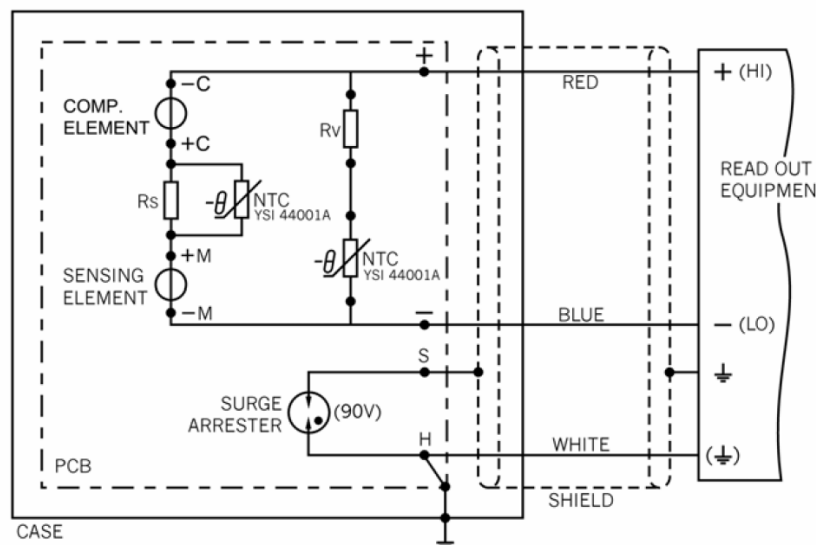 +
RED
+ (HI)
−C
COMP.
ELEMENT
+C
Rv
READ OUT
EQUIPMEN
Rs
-θ
NTC
YSI 44001A
+M
-θ
NTC
YSI 44001A
SENSING
ELEMENT
−M
−
BLUE
− (LO)
S
SURGE
ARRESTER
(90V)
H
WHITE
(⏚)
PCB
SHIELD
CASE